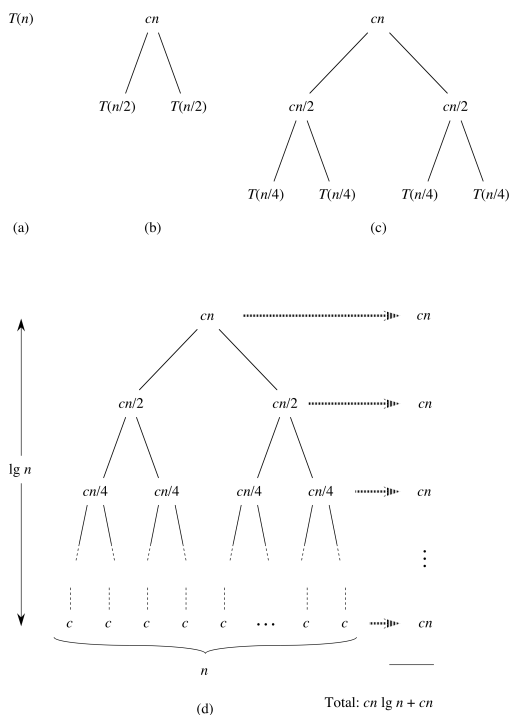 T(n) cn cn
T(n/2) T(n/2) cn/2 cn/2
T(n/4) T(n/4) T(n/4) T(n/4)
(a) (b) (c)
cn cn
cn/2 cn/2 cn
lg n
cn/4 cn/4 cn/4 cn/4 cn
c c c c c … c c cn
n
Total: cn lg n + cn
(d)